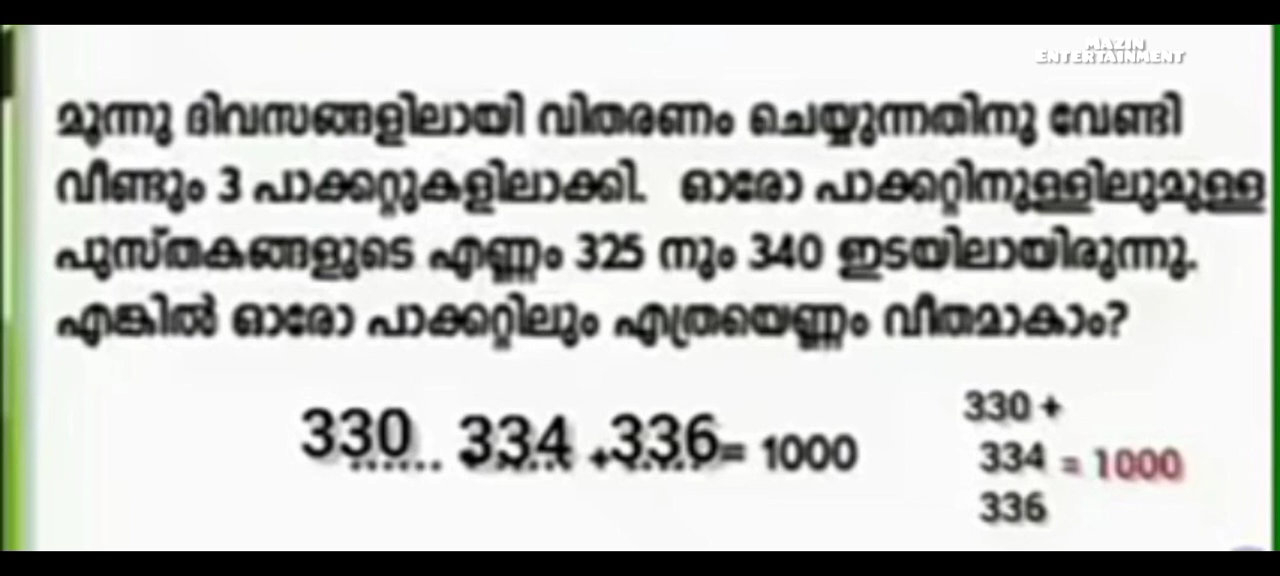 MAZIN
ENTERTAINMENT
മൂന്നു ദിവസങ്ങളിലായി വിതരണം ചെയ്യുന്നതിനു വേണ്ടി
വീണ്ടും 3 പാക്കറ്റുകളിലാക്കി. ഓരോ പാക്കറ്റിനുള്ളിലുമുള്ള
പുസ്തകങ്ങളുടെ എണ്ണം 325 നും 340 ഇടയിലായിരുന്നു.
എങ്കിൽ ഓരോ പാക്കറ്റിലും എത്രയെണ്ണം വീതമാകാം?
330 + 334 + 336 = 1000
330 +
334 = 1000
336